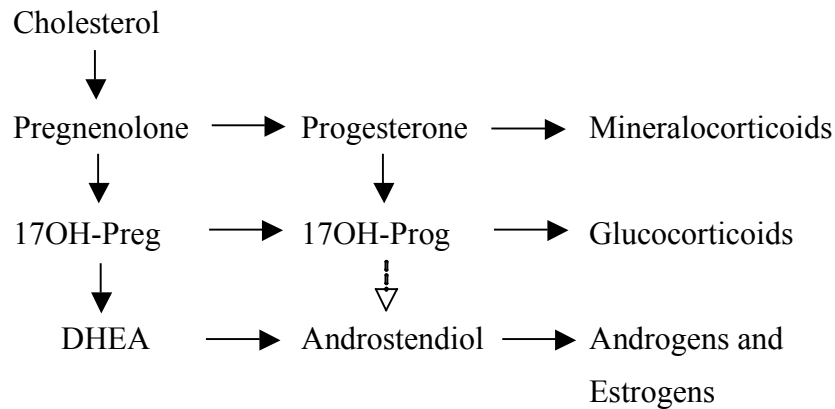 Cholesterol
Pregnenolone Progesterone Mineralocorticoids
17OH-Preg 17OH-Prog Glucocorticoids
DHEA Androstendiol Androgens and
Estrogens